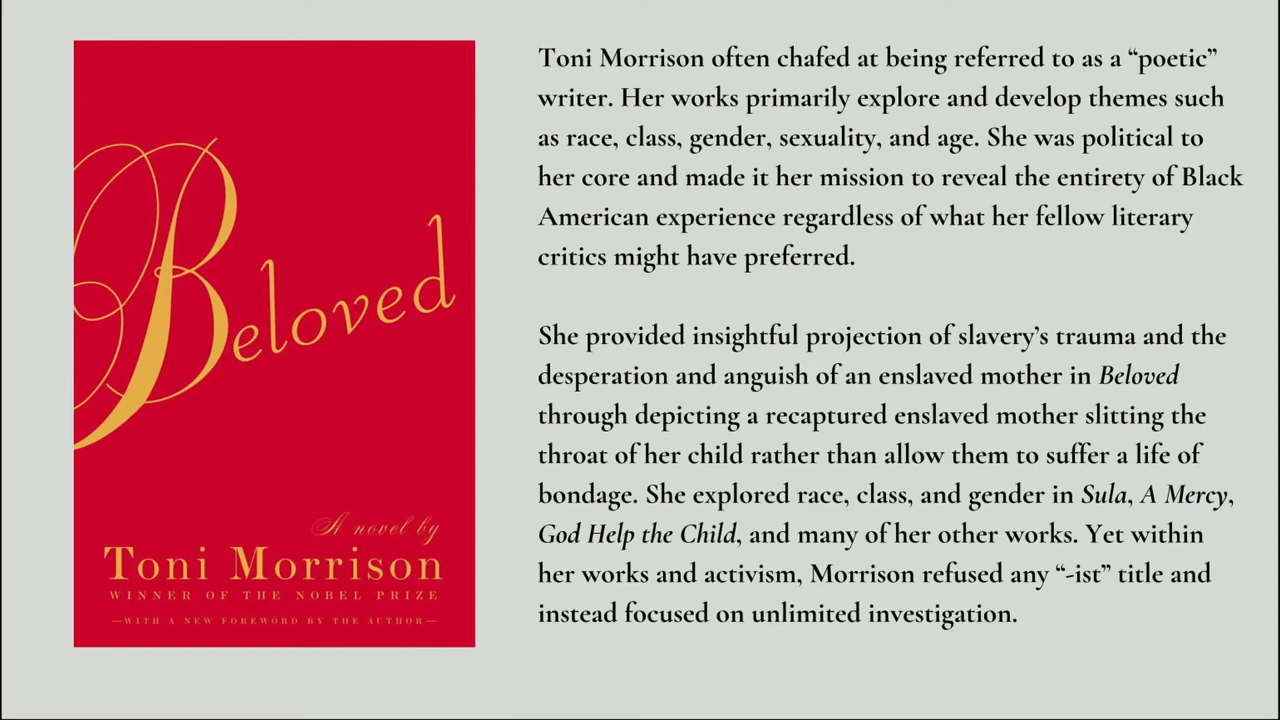 Beloved
A novel by
Toni Morrison
WINNER OF THE NOBEL PRIZE
—WITH A NEW FOREWORD BY THE AUTHOR—
Toni Morrison often chafed at being referred to as a “poetic”
writer. Her works primarily explore and develop themes such
as race, class, gender, sexuality, and age. She was political to
her core and made it her mission to reveal the entirety of Black
American experience regardless of what her fellow literary
critics might have preferred.
She provided insightful projection of slavery’s trauma and the
desperation and anguish of an enslaved mother in Beloved
through depicting a recaptured enslaved mother slitting the
throat of her child rather than allow them to suffer a life of
bondage. She explored race, class, and gender in Sula, A Mercy,
God Help the Child, and many of her other works. Yet within
her works and activism, Morrison refused any “-ist” title and
instead focused on unlimited investigation.